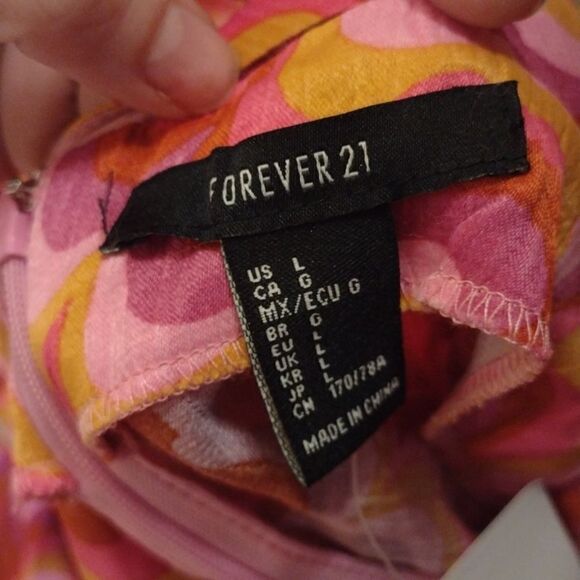 FOREVER 21
US L
CA G
MX/ECU G
BR G
EU L
UK L
KR L
JP L
CN 170/78A
MADE IN CHINA